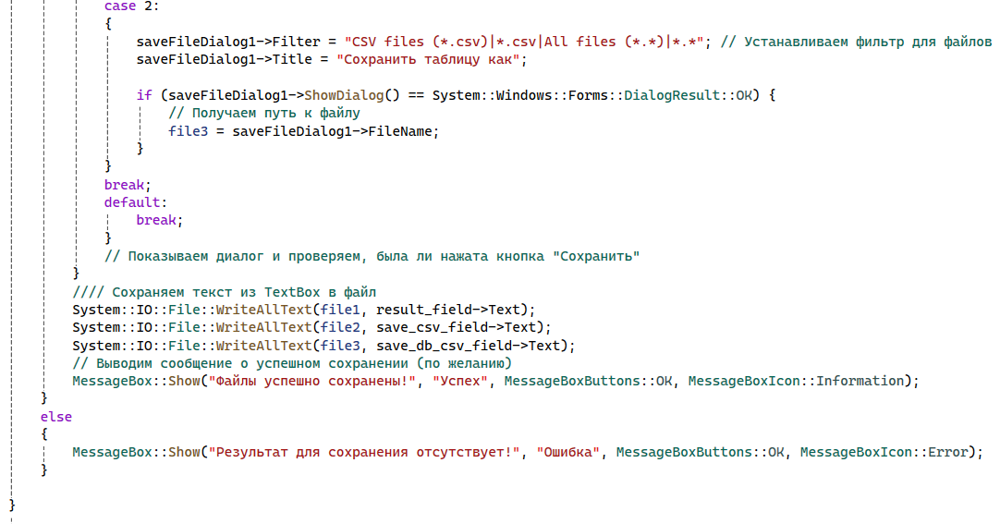 case 2:
{
saveFileDialog1->Filter = "CSV files (*.csv)|*.csv|All files (*.*)|*.*"; // Устанавливаем фильтр для файлов
saveFileDialog1->Title = "Сохранить таблицу как";
if (saveFileDialog1->ShowDialog() == System::Windows::Forms::DialogResult::OK) {
// Получаем путь к файлу
file3 = saveFileDialog1->FileName;
}
}
break;
default:
break;
}
// Показываем диалог и проверяем, была ли нажата кнопка "Сохранить"
}
//// Сохраняем текст из TextBox в файл
System::IO::File::WriteAllText(file1, result_field->Text);
System::IO::File::WriteAllText(file2, save_csv_field->Text);
System::IO::File::WriteAllText(file3, save_db_csv_field->Text);
// Выводим сообщение о успешном сохранении (по желанию)
MessageBox::Show("Файлы успешно сохранены!", "Успех", MessageBoxButtons::OK, MessageBoxIcon::Information);
}
else
{
MessageBox::Show("Результат для сохранения отсутствует!", "Ошибка", MessageBoxButtons::OK, MessageBoxIcon::Error);
}
}